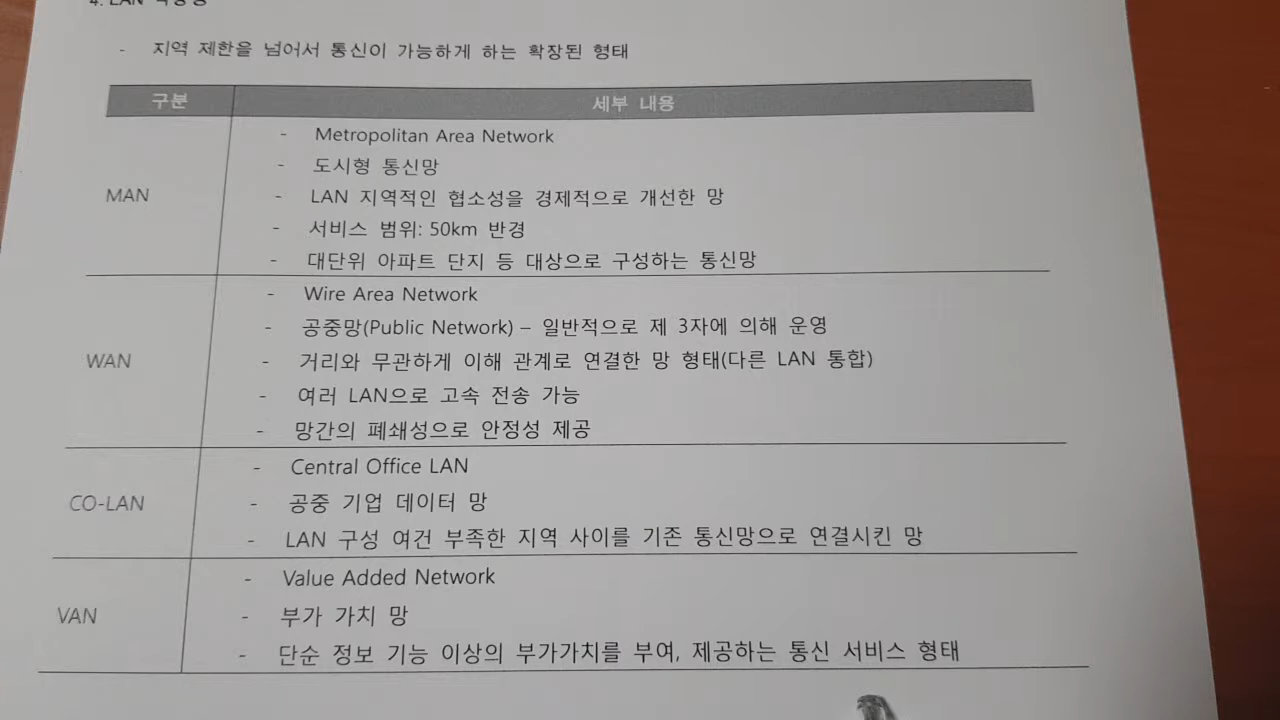 4. LAN
- 지역 제한을 넘어서 통신이 가능하게 하는 확장된 형태
구분 세부 내용
MAN
- Metropolitan Area Network
- 도시형 통신망
- LAN 지역적인 협소성을 경제적으로 개선한 망
- 서비스 범위: 50km 반경
- 대단위 아파트 단지 등 대상으로 구성하는 통신망
WAN
- Wire Area Network
- 공중망(Public Network) – 일반적으로 제 3자에 의해 운영
- 거리와 무관하게 이해 관계로 연결한 망 형태(다른 LAN 통합)
- 여러 LAN으로 고속 전송 가능
- 망간의 폐쇄성으로 안정성 제공
CO-LAN
- Central Office LAN
- 공중 기업 데이터 망
- LAN 구성 여건 부족한 지역 사이를 기존 통신망으로 연결시킨 망
VAN
- Value Added Network
- 부가 가치 망
- 단순 정보 기능 이상의 부가가치를 부여, 제공하는 통신 서비스 형태